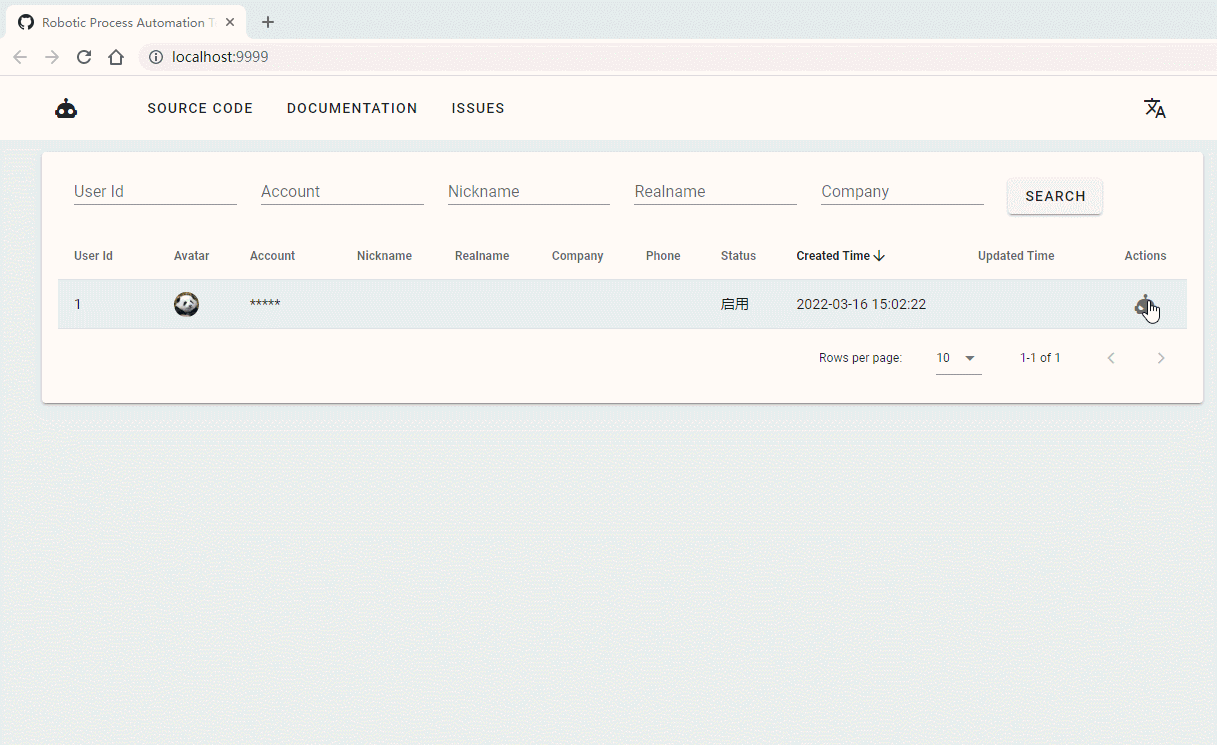 Robotic Process Automation
localhost:9999
SOURCE CODE DOCUMENTATION ISSUES
User Id Account Nickname Realname Company SEARCH
User Id Avatar Account Nickname Realname Company Phone Status Created Time Updated Time Actions
1 ***** 启用 2022-03-16 15:02:22
Rows per page: 10 1-1 of 1